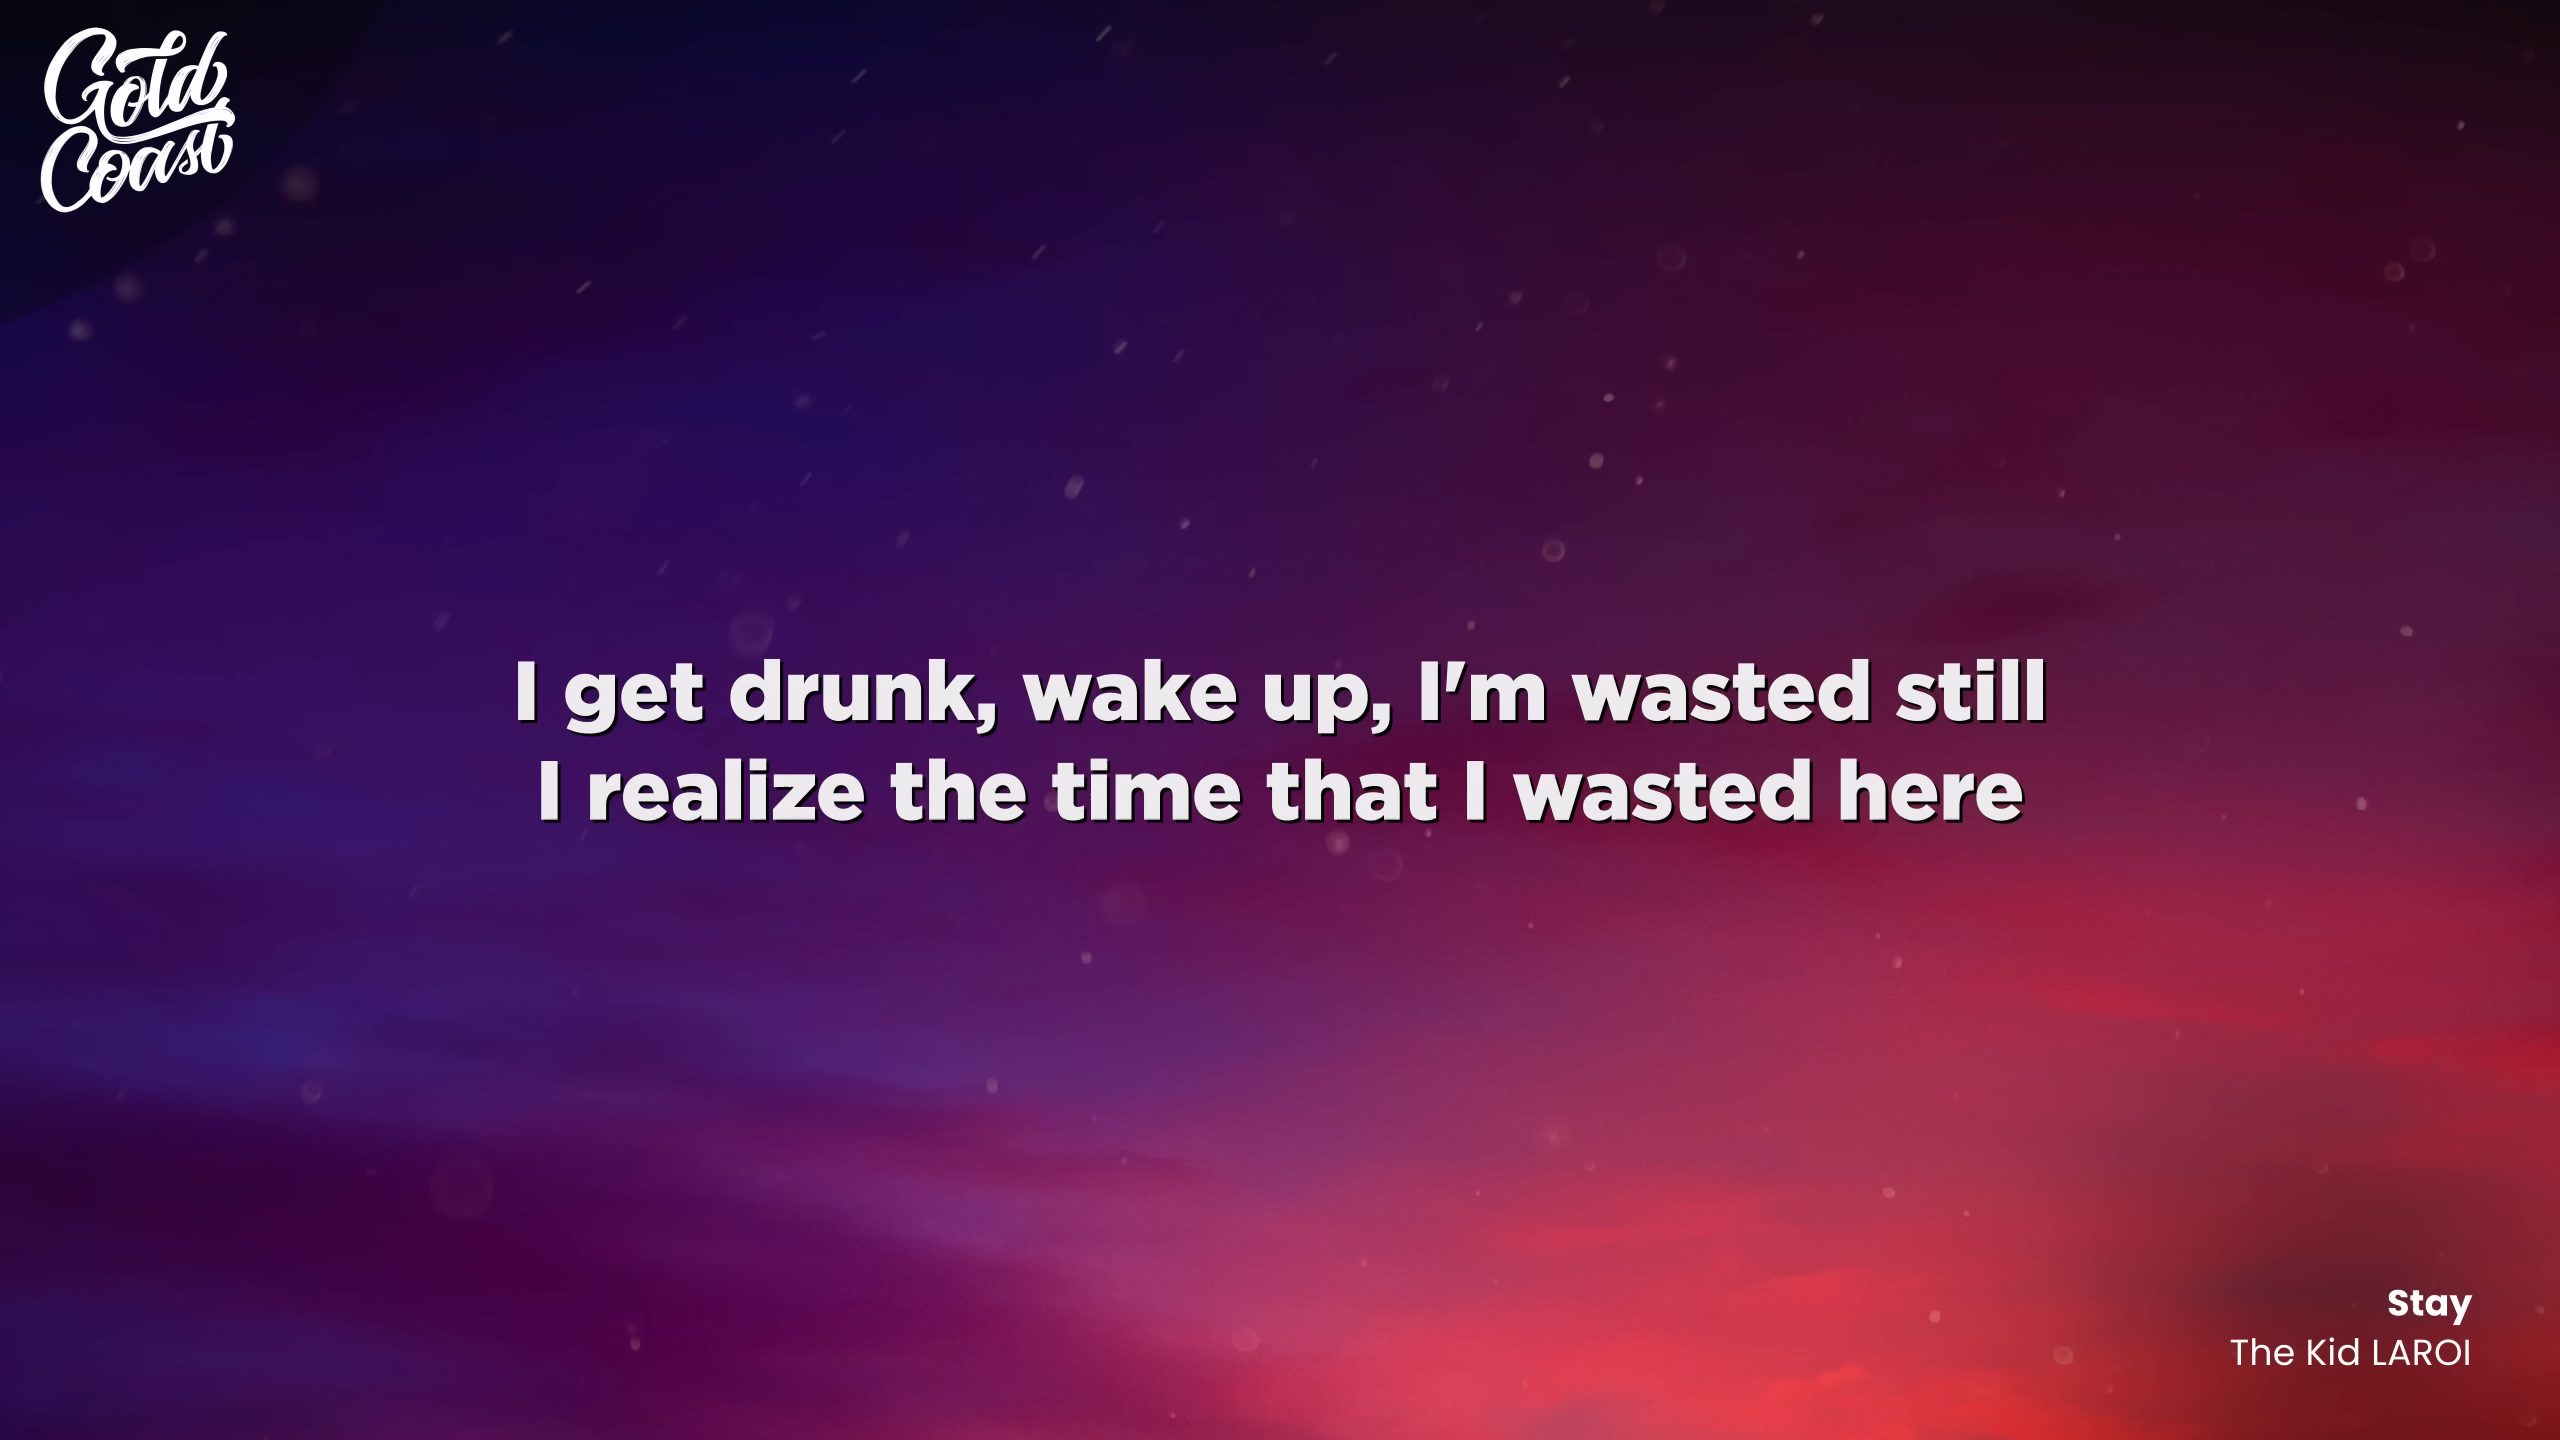 Gold
Coast
I get drunk, wake up, I'm wasted still
I realize the time that I wasted here
Stay
The Kid LAROI